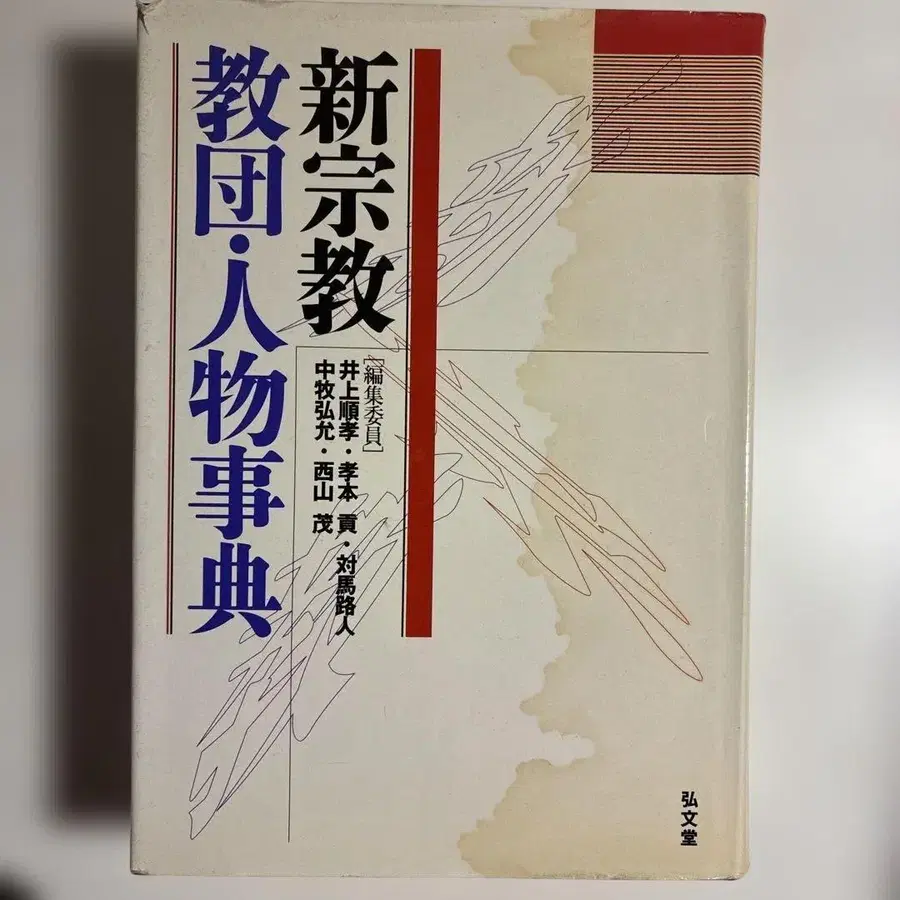 新宗教
教団・人物事典
［編集委員］
井上順孝・孝本 貢・対馬路人
中牧弘允・西山 茂
弘文堂